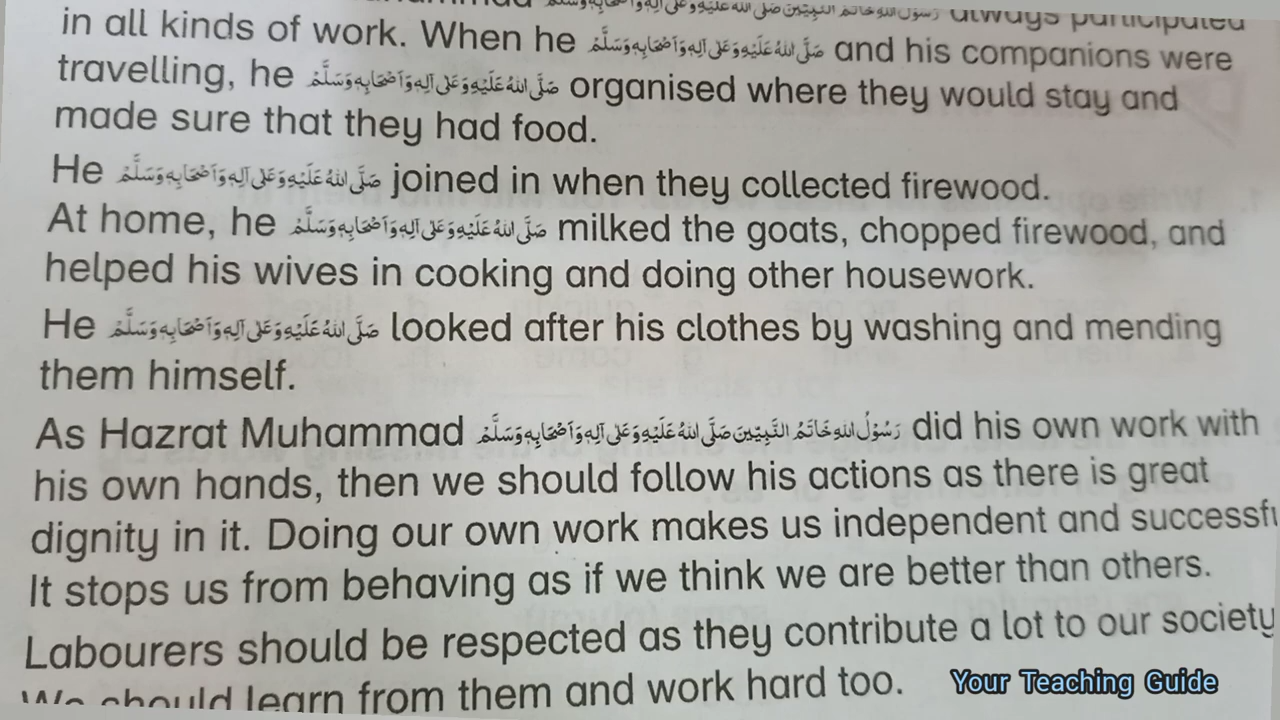 always participated
in all kinds of work. When he صَلَّى اللهُ عَلَيْهِ وَعَلٰى آلِهٖ وَاَصْحَابِهٖ وَسَلَّمَ and his companions were
travelling, he صَلَّى اللهُ عَلَيْهِ وَعَلٰى آلِهٖ وَاَصْحَابِهٖ وَسَلَّمَ organised where they would stay and
made sure that they had food.
He صَلَّى اللهُ عَلَيْهِ وَعَلٰى آلِهٖ وَاَصْحَابِهٖ وَسَلَّمَ joined in when they collected firewood.
At home, he صَلَّى اللهُ عَلَيْهِ وَعَلٰى آلِهٖ وَاَصْحَابِهٖ وَسَلَّمَ milked the goats, chopped firewood, and
helped his wives in cooking and doing other housework.
He صَلَّى اللهُ عَلَيْهِ وَعَلٰى آلِهٖ وَاَصْحَابِهٖ وَسَلَّمَ looked after his clothes by washing and mending
them himself.
As Hazrat Muhammad رَسُوْلُ اللهِ خَاتَمُ النَّبِيّٖنَ صَلَّى اللهُ عَلَيْهِ وَعَلٰى آلِهٖ وَاَصْحَابِهٖ وَسَلَّمَ did his own work with
his own hands, then we should follow his actions as there is great
dignity in it. Doing our own work makes us independent and successfu
It stops us from behaving as if we think we are better than others.
Labourers should be respected as they contribute a lot to our society
We should learn from them and work hard too.
Your Teaching Guide